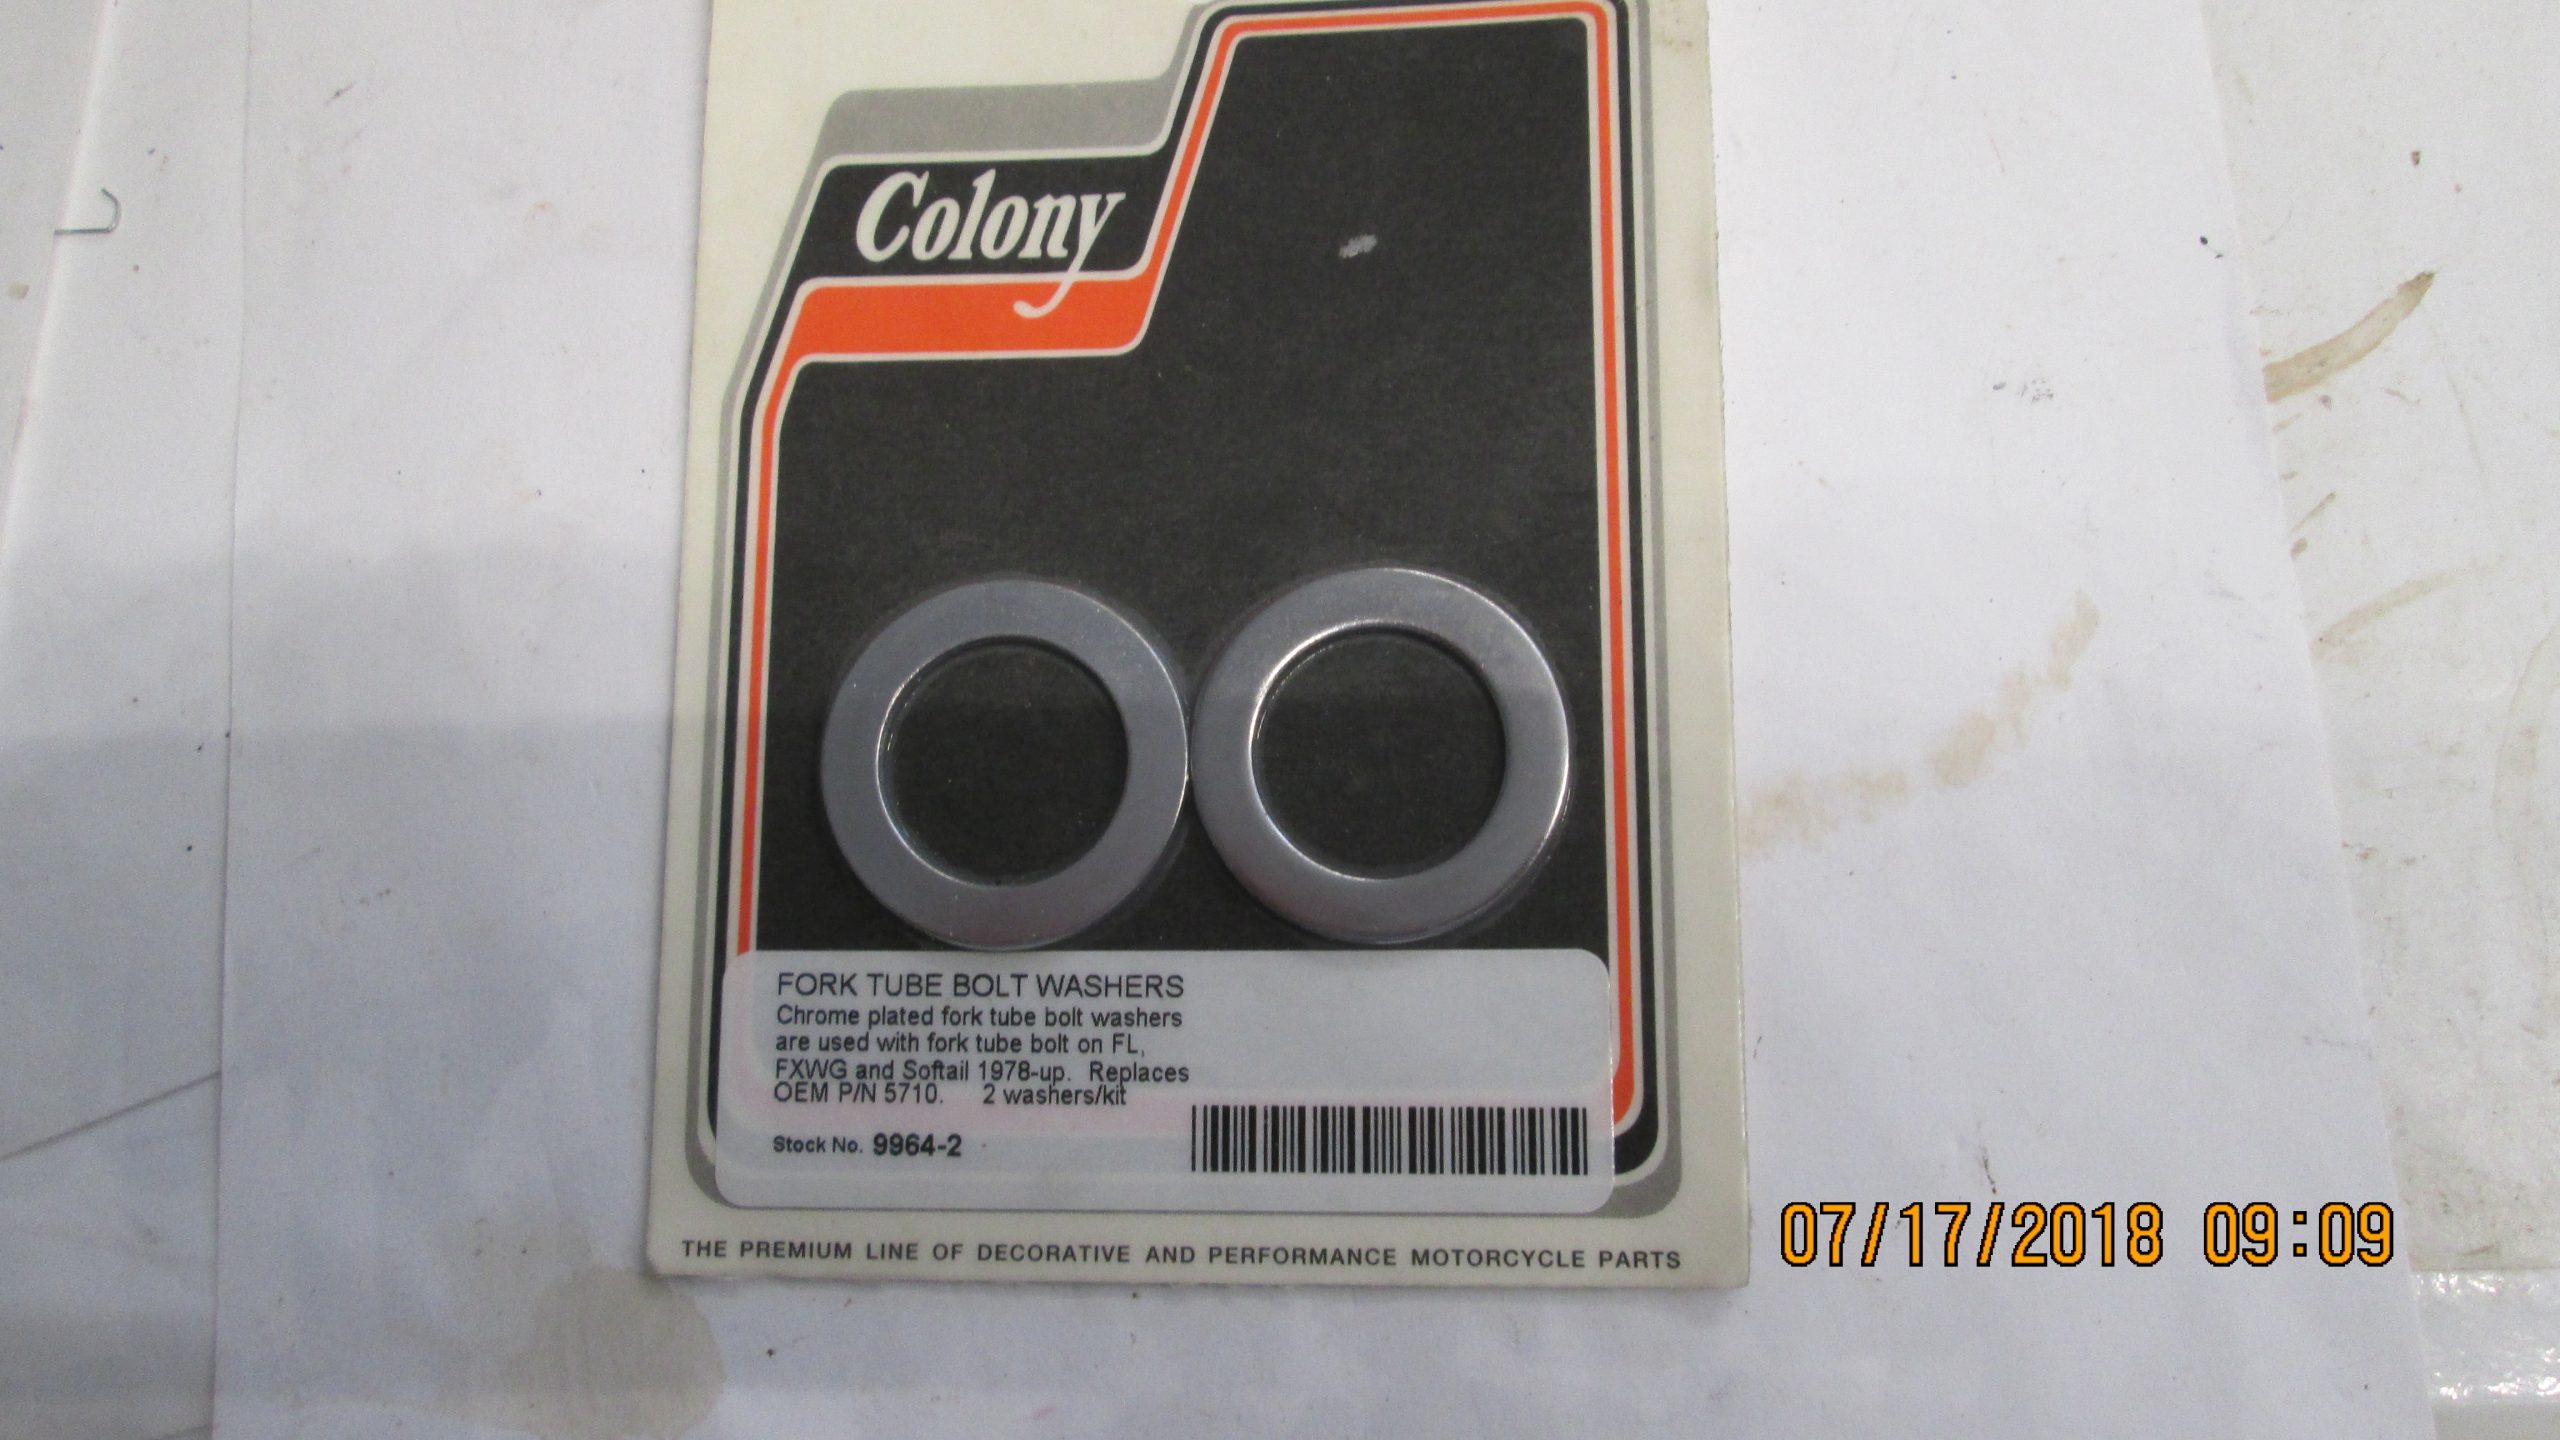 Colony
FORK TUBE BOLT WASHERS
Chrome plated fork tube bolt washers
are used with fork tube bolt on FL,
FXWG and Softail 1978-up. Replaces
OEM P/N 5710. 2 washers/kit
Stock No. 9964-2
THE PREMIUM LINE OF DECORATIVE AND PERFORMANCE MOTORCYCLE PARTS
07/17/2018 09:09